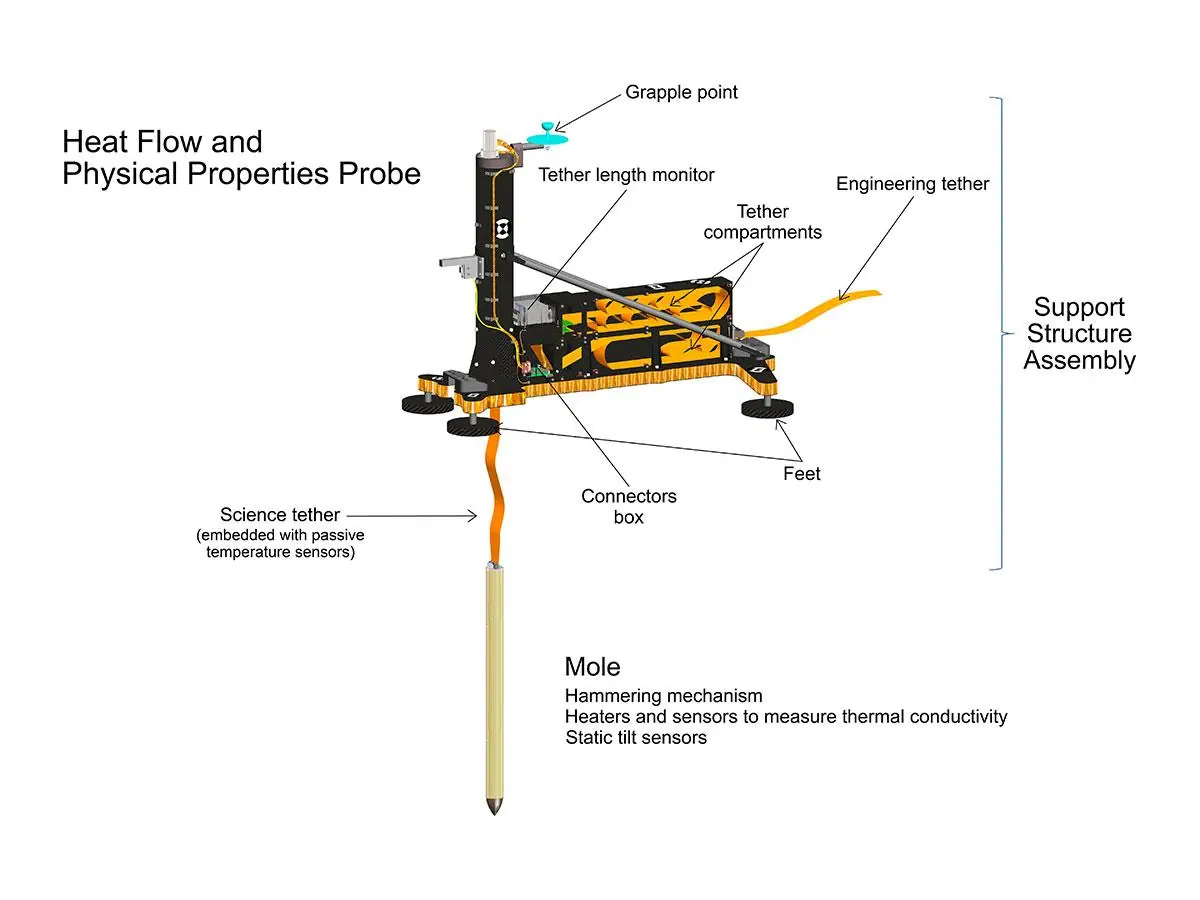 Heat Flow and
Physical Properties Probe
Grapple point
Tether length monitor
Tether
compartments
Engineering tether
Support
Structure
Assembly
Feet
Connectors
box
Science tether
(embedded with passive
temperature sensors)
Mole
Hammering mechanism
Heaters and sensors to measure thermal conductivity
Static tilt sensors